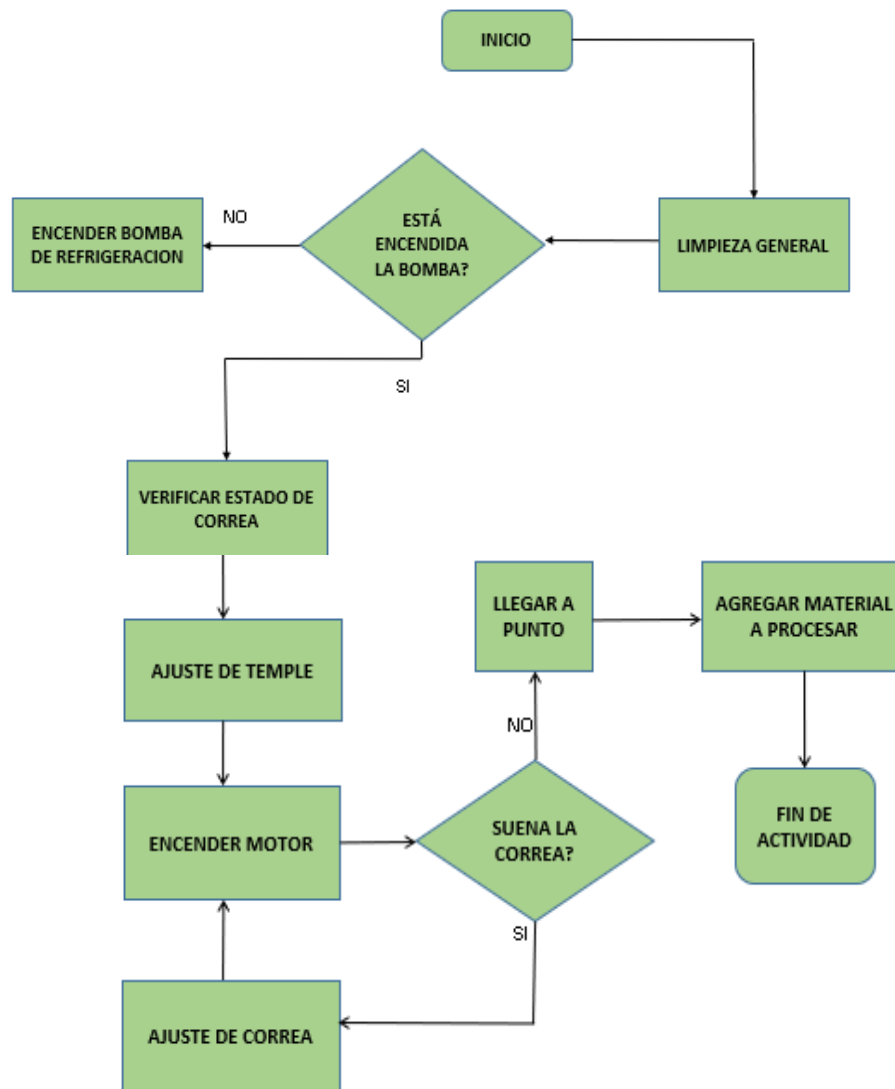 INICIO
LIMPIEZA GENERAL
ESTÁ
ENCENDIDA
LA BOMBA?
NO
ENCENDER BOMBA
DE REFRIGERACION
SI
VERIFICAR ESTADO DE
CORREA
AJUSTE DE TEMPLE
ENCENDER MOTOR
SUENA LA
CORREA?
NO
LLEGAR A
PUNTO
AGREGAR MATERIAL
A PROCESAR
FIN DE
ACTIVIDAD
SI
AJUSTE DE CORREA